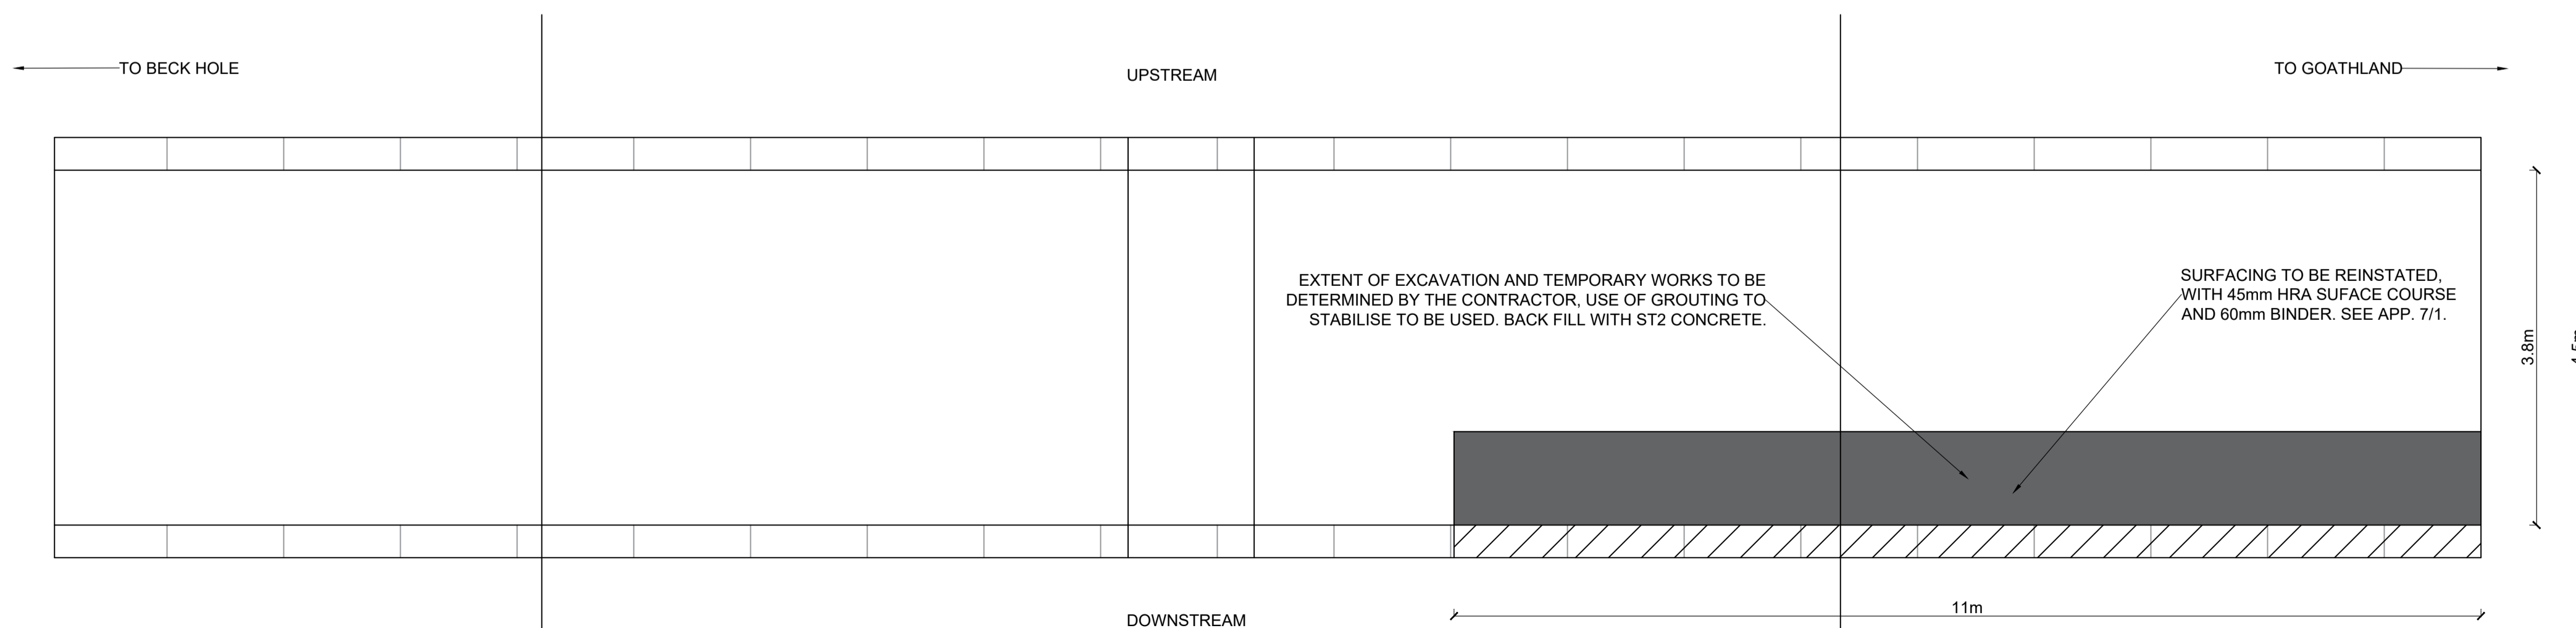 TO BECK HOLE
UPSTREAM
TO GOATHLAND
EXTENT OF EXCAVATION AND TEMPORARY WORKS TO BE
DETERMINED BY THE CONTRACTOR, USE OF GROUTING TO
STABILISE TO BE USED. BACK FILL WITH ST2 CONCRETE.
SURFACING TO BE REINSTATED,
WITH 45mm HRA SUFACE COURSE
AND 60mm BINDER. SEE APP. 7/1.
3.8m
11m
DOWNSTREAM